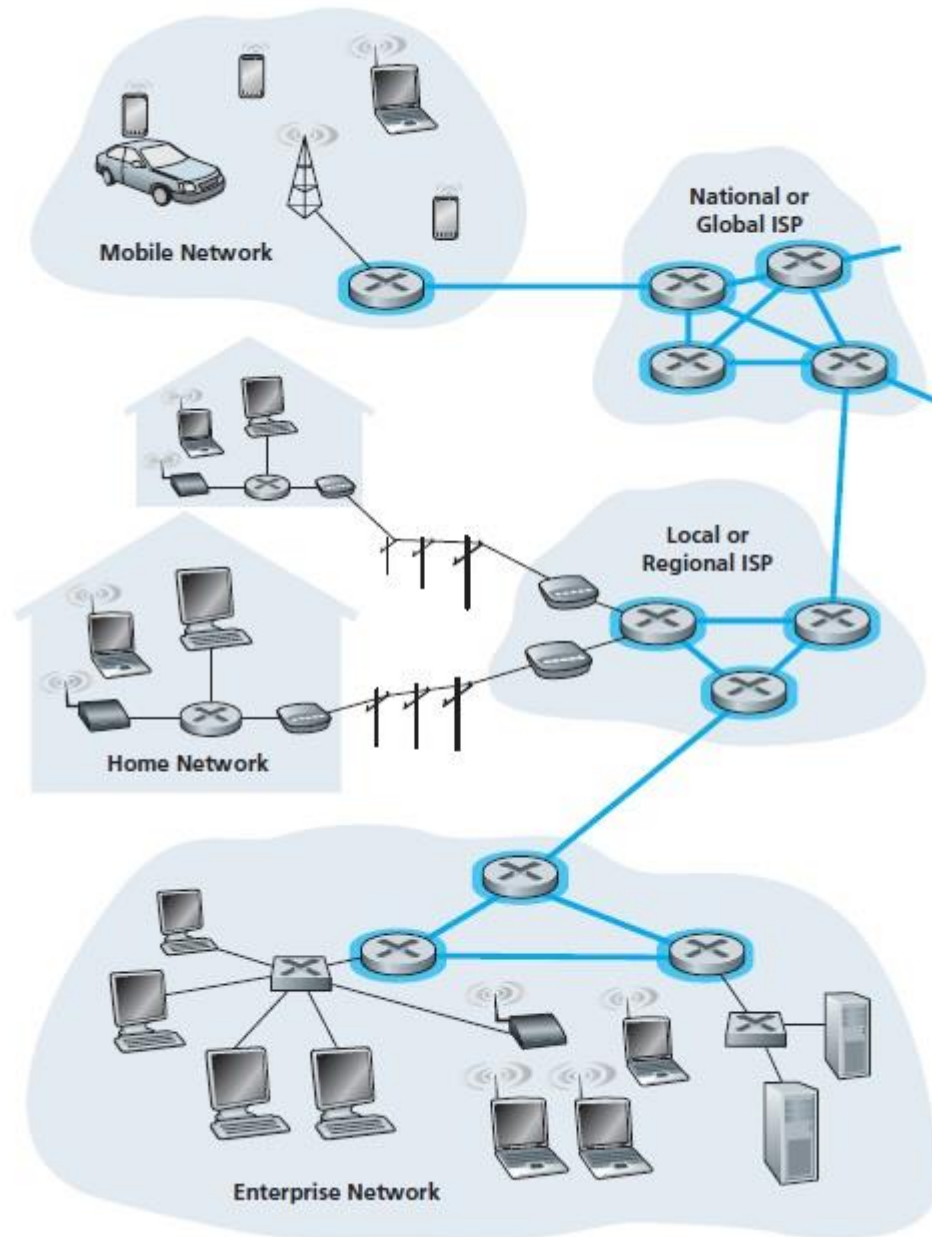 National or
Global ISP
Mobile Network
Local or
Regional ISP
Home Network
Enterprise Network